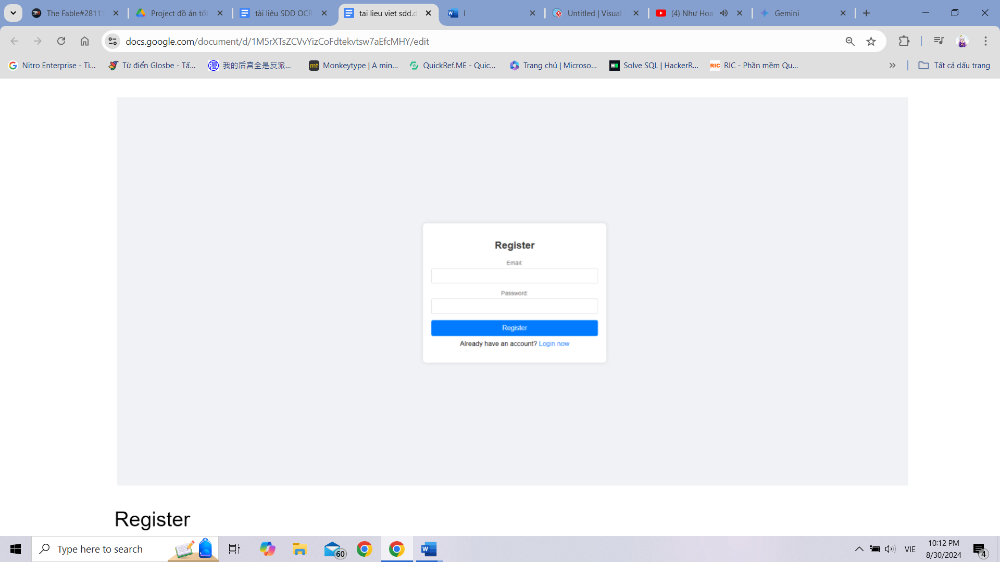 The Fable#2811's
Project đồ án tốt
tài liệu SDD OCR
tai lieu viet sdd.d
I
Untitled | Visual
(4) Như Hoa
Gemini
docs.google.com/document/d/1M5rXTsZCVvYizCoFdtekvtsw7aEfcMHY/edit
Nitro Enterprise - Tì...
Từ điển Glosbe - Tấ...
我的后宫全是反派...
Monkeytype | A min...
QuickRef.ME - Quic...
Trang chủ | Microso...
Solve SQL | HackerR...
RIC - Phần mềm Qu...
Tất cả dấu trang
Register
Email:
Password:
Register
Already have an account? Login now
Register
Type here to search
60
VIE
10:12 PM
8/30/2024
4